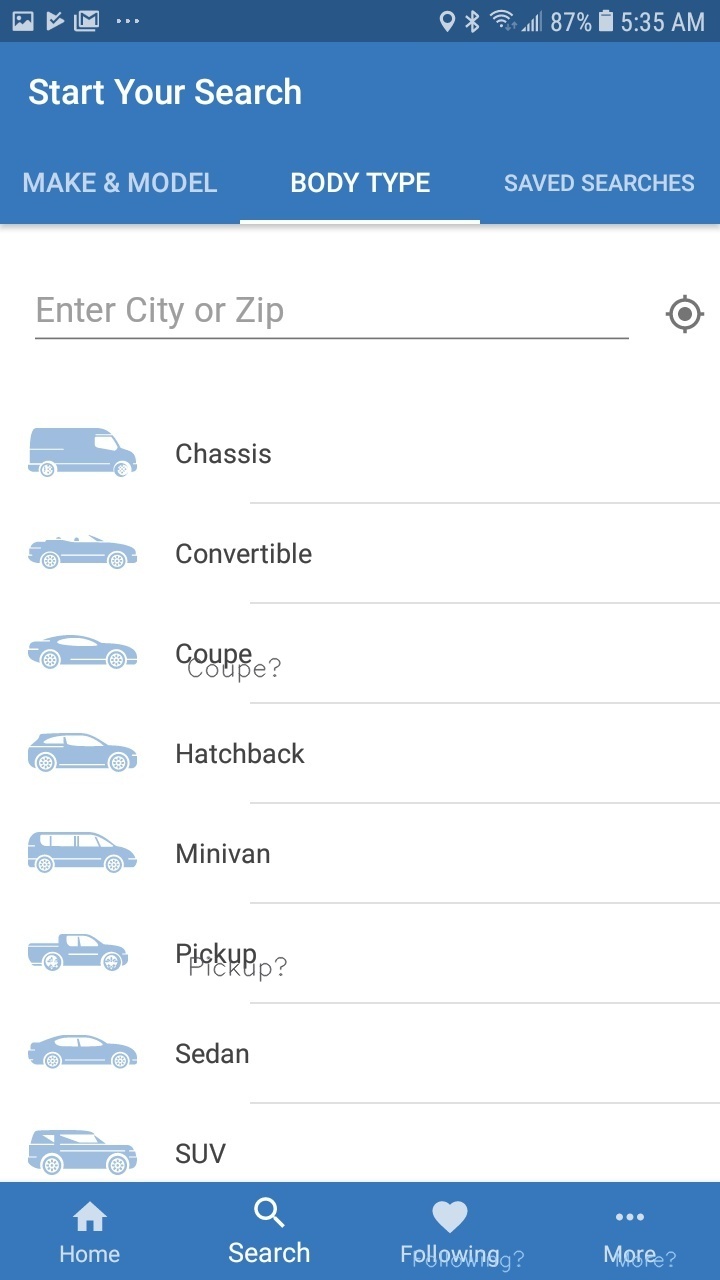 87% 5:35 AM
Start Your Search
MAKE & MODEL BODY TYPE SAVED SEARCHES
Enter City or Zip
Chassis
Convertible
Coupe
Coupe?
Hatchback
Minivan
Pickup
Pickup?
Sedan
SUV
Home Search Following More
Following? More?